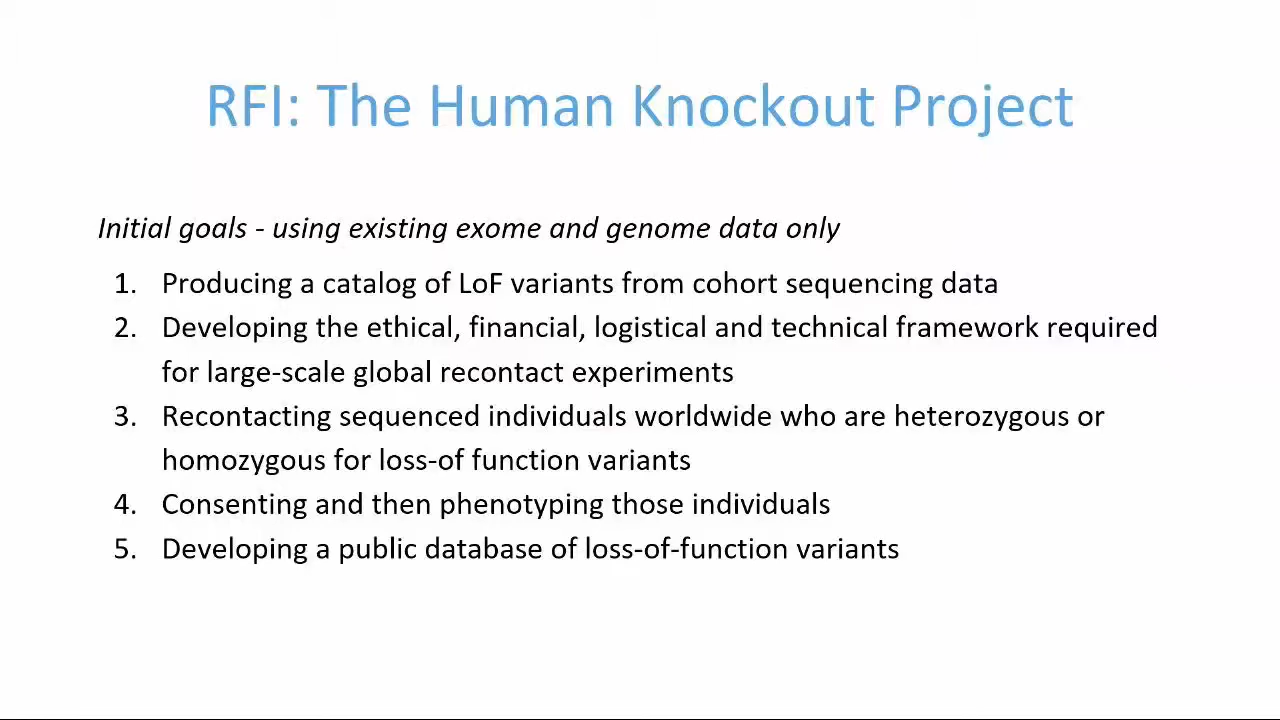 RFI: The Human Knockout Project
Initial goals - using existing exome and genome data only
1. Producing a catalog of LoF variants from cohort sequencing data
2. Developing the ethical, financial, logistical and technical framework required
for large-scale global recontact experiments
3. Recontacting sequenced individuals worldwide who are heterozygous or
homozygous for loss-of function variants
4. Consenting and then phenotyping those individuals
5. Developing a public database of loss-of-function variants